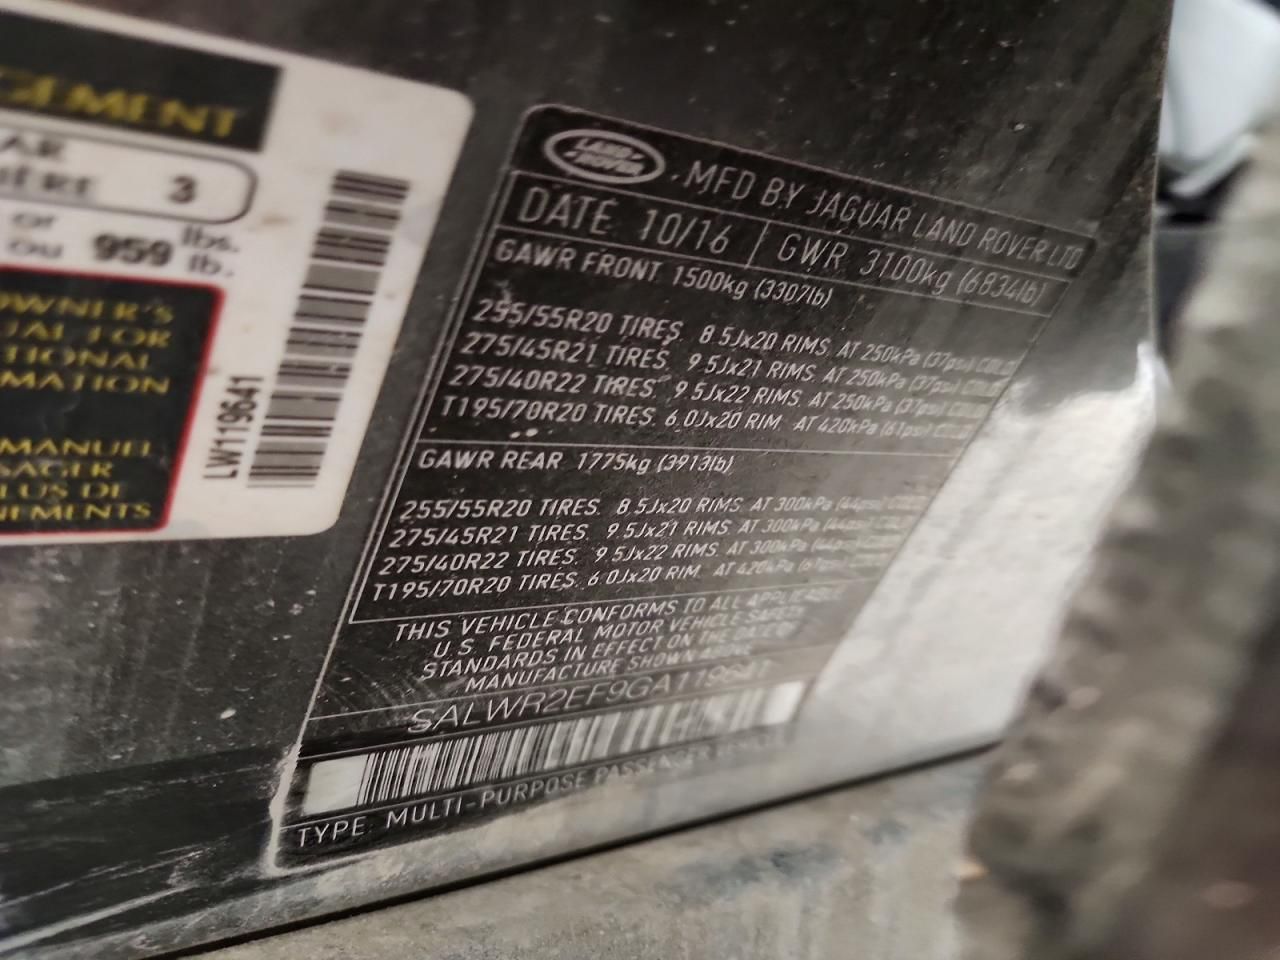 GEMENT
AR
IÈRE 3
or
ou 959 lbs.
lb.
OWNER'S
UAL FOR
TIONAL
MATION
MANUEL
SAGER
LUS DE
NEMENTS
LW119641
LAND
ROVER
MFD BY JAGUAR LAND ROVER LTD
DATE 10/16 GWR 3100kg (6834lb)
GAWR FRONT 1500kg (3307lb)
255/55R20 TIRES. 8.5Jx20 RIMS. AT 250kPa (37psi) COLD
275/45R21 TIRES. 9.5Jx21 RIMS. AT 250kPa (37psi) COLD
275/40R22 TIRES. 9.5Jx22 RIMS. AT 250kPa (37psi) COLD
T195/70R20 TIRES. 6.0Jx20 RIM. AT 420kPa (61psi) COLD
GAWR REAR 1775kg (3913lb)
255/55R20 TIRES. 8.5Jx20 RIMS. AT 300kPa (44psi) COLD
275/45R21 TIRES. 9.5Jx21 RIMS. AT 300kPa (44psi) COLD
275/40R22 TIRES. 9.5Jx22 RIMS. AT 300kPa (44psi)
T195/70R20 TIRES. 6.0Jx20 RIM. AT 420kPa (61psi)
THIS VEHICLE CONFORMS TO ALL APPLICABLE
U.S. FEDERAL MOTOR VEHICLE SAFETY
STANDARDS IN EFFECT ON THE DATE OF
MANUFACTURE SHOWN ABOVE
SALWR2EF9GA119641
TYPE: MULTI-PURPOSE PASSENGER